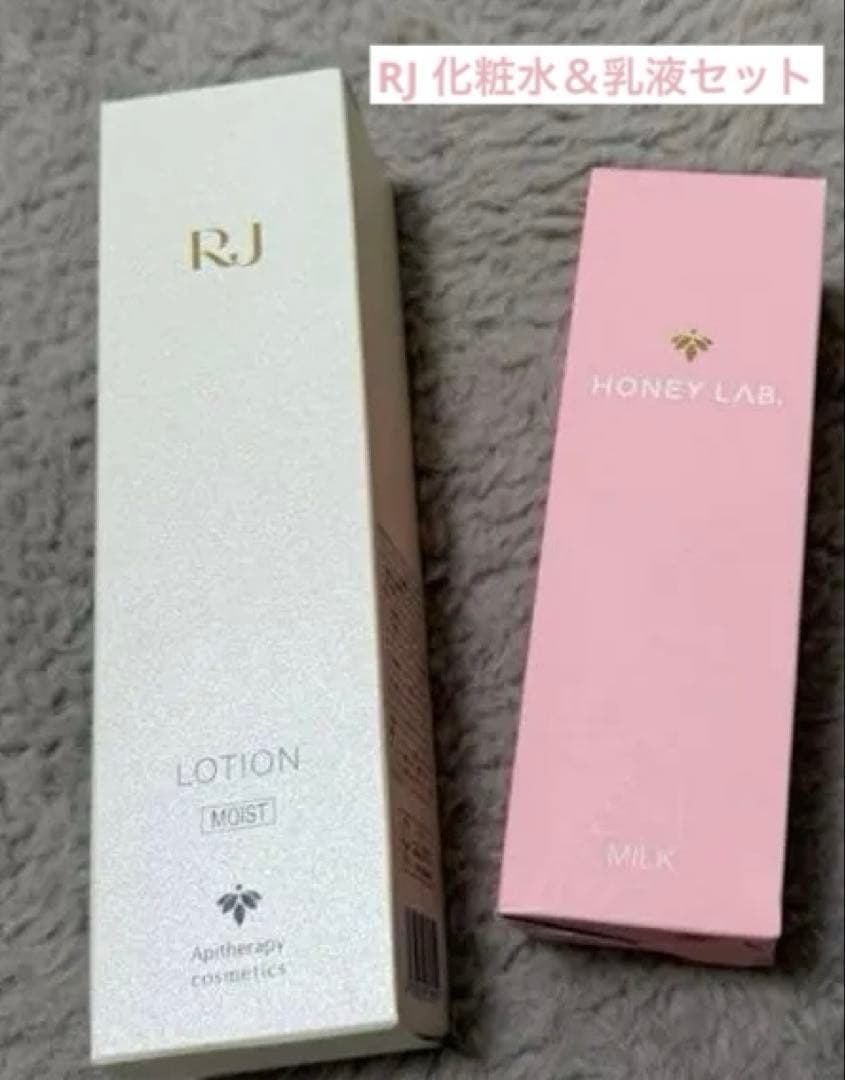 RJ 化粧水&乳液セット
RJ
LOTION
MOIST
Apitherapy
cosmetics
HONEY LAB.
MILK